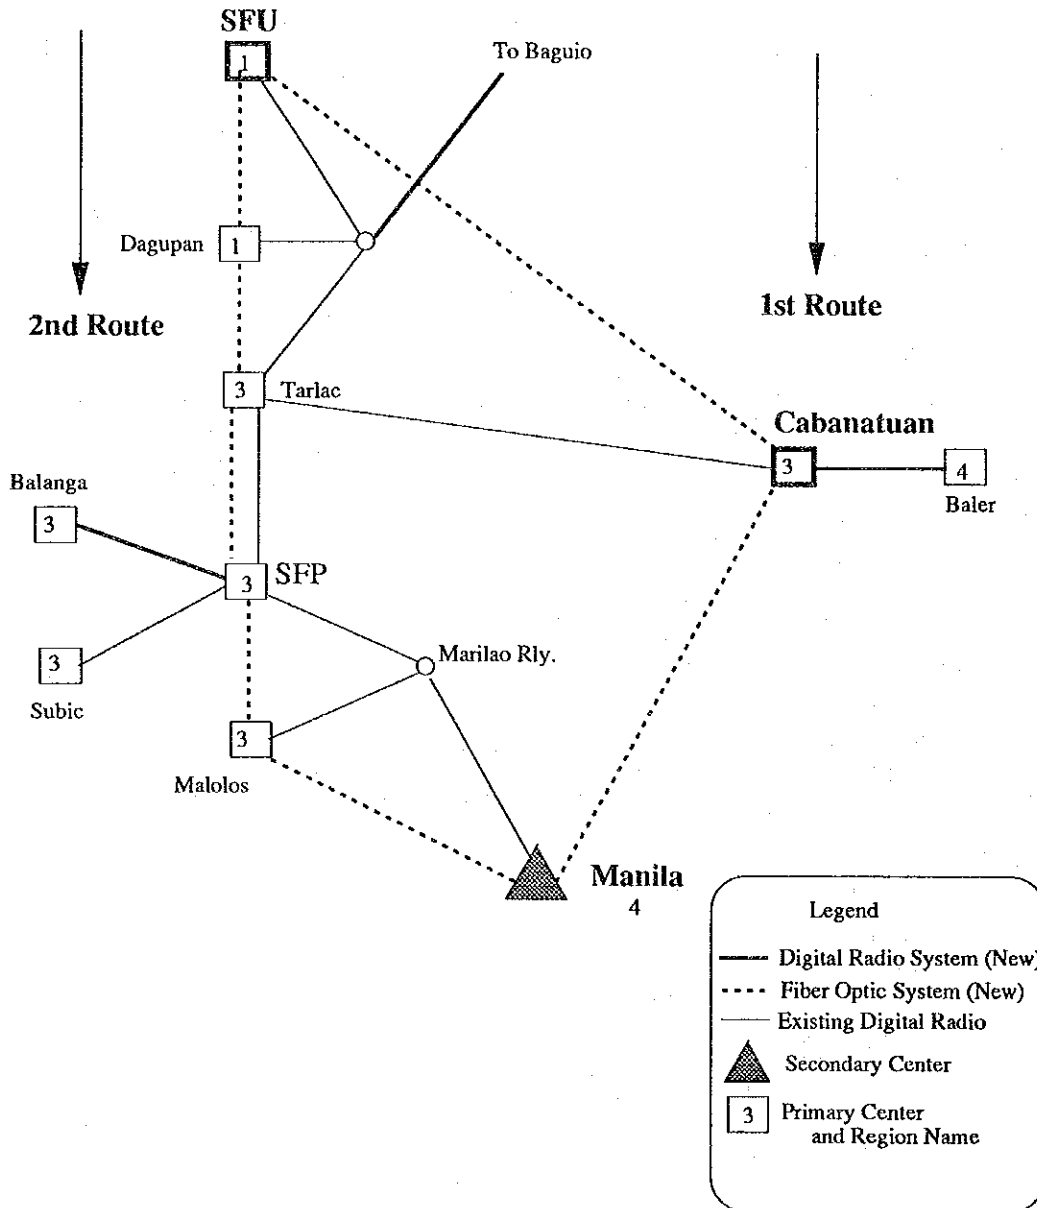 SFU
1
To Baguio
Dagupan
1
2nd Route
1st Route
3
Tarlac
Cabanatuan
3
4
Baler
Balanga
3
3
SFP
3
Subic
Marilao Rly.
3
Malolos
Manila
4
Legend
Digital Radio System (New)
Fiber Optic System (New)
Existing Digital Radio
Secondary Center
3
Primary Center
and Region Name